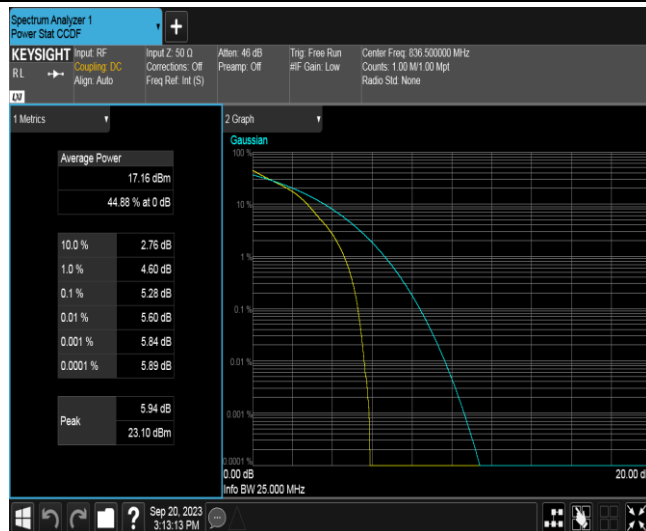 Spectrum Analyzer 1
Power Stat CCDF
+
KEYSIGHT
RL
Input: RF
Coupling: DC
Align: Auto
Input Z: 50 Ω
Corrections: Off
Freq Ref: Int (S)
Atten: 46 dB
Preamp: Off
Trig: Free Run
#IF Gain: Low
Center Freq: 836.500000 MHz
Counts: 1.00 M/1.00 Mpt
Radio Std: None
LXI
1 Metrics
Average Power
17.16 dBm
44.88 % at 0 dB
10.0 % 2.76 dB
1.0 % 4.60 dB
0.1 % 5.28 dB
0.01 % 5.60 dB
0.001 % 5.84 dB
0.0001 % 5.89 dB
Peak
5.94 dB
23.10 dBm
2 Graph
Gaussian
100 %
10 %
1 %
0.1 %
0.01 %
0.001 %
0.0001 %
0.00 dB
20.00 d
Info BW 25.000 MHz
?
Sep 20, 2023
3:13:13 PM